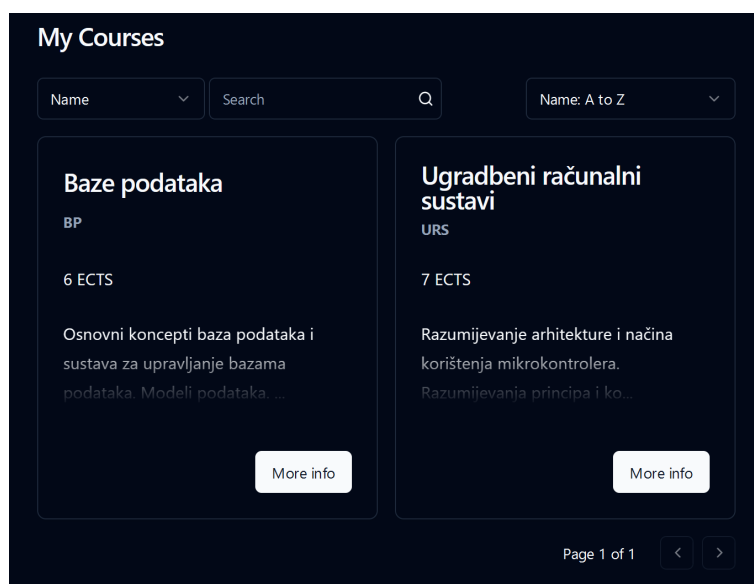 My Courses
Name
Search
Name: A to Z
Baze podataka
BP
6 ECTS
Osnovni koncepti baza podataka i
sustava za upravljanje bazama
podataka. Modeli podataka. ...
More info
Ugradbeni računalni
sustavi
URS
7 ECTS
Razumijevanje arhitekture i načina
korištenja mikrokontrolera.
Razumijevanja principa i ko...
More info
Page 1 of 1